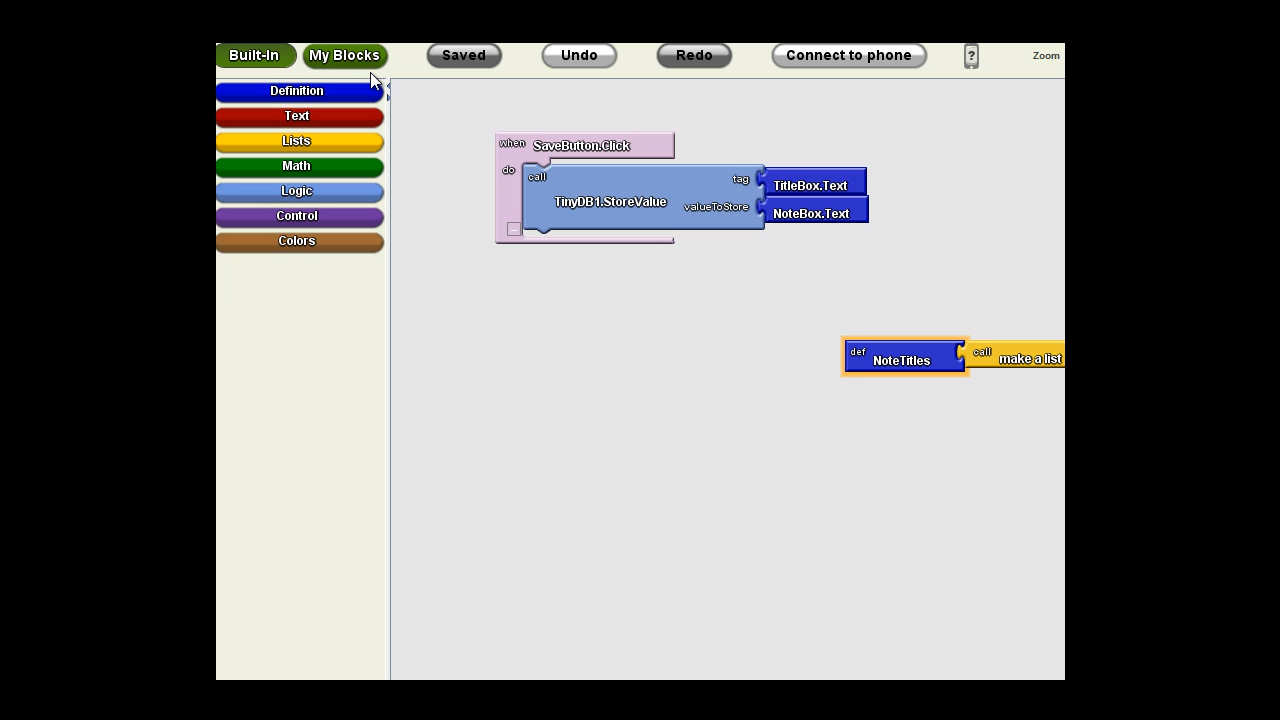 Built-In My Blocks Saved Undo Redo Connect to phone ? Zoom
Definition
Text
Lists
Math
Logic
Control
Colors
when SaveButton.Click
do call tag TitleBox.Text
TinyDB1.StoreValue valueToStore NoteBox.Text
def NoteTitles call make a list